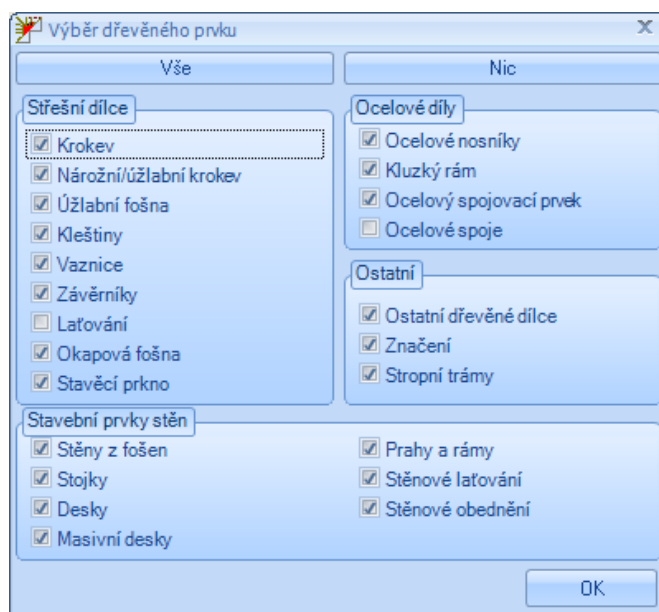 Výběr dřevěného prvku
Vše
Nic
Střešní dílce
Krokev
Nárožní/úžlabní krokev
Úžlabní fošna
Kleštiny
Vaznice
Závěrníky
Laťování
Okapová fošna
Stavěcí prkno
Ocelové díly
Ocelové nosníky
Kluzký rám
Ocelový spojovací prvek
Ocelové spoje
Ostatní
Ostatní dřevěné dílce
Značení
Stropní trámy
Stavební prvky stěn
Stěny z fošen
Stojky
Desky
Masivní desky
Prahy a rámy
Stěnové laťování
Stěnové obednění
OK